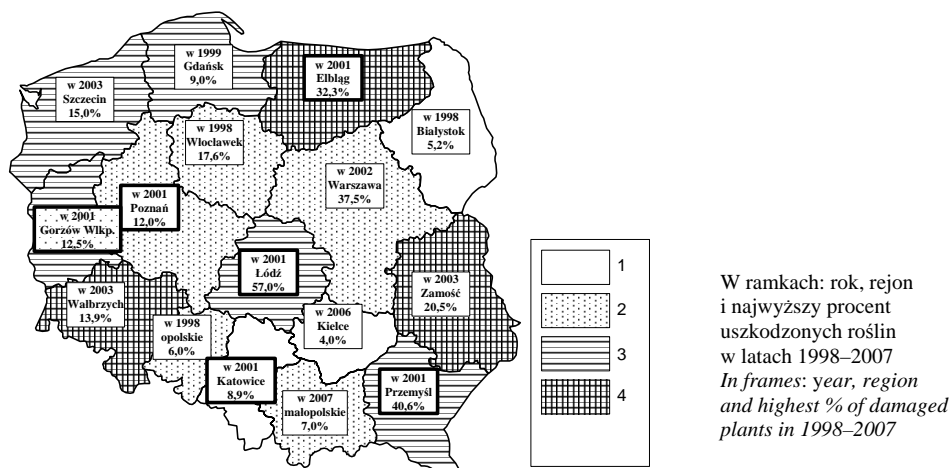 w 1999
Gdańsk
9,0%
w 2001
Elbląg
32,3%
w 2003
Szczecin
15,0%
w 1998
Białystok
5,2%
w 1998
Włocławek
17,6%
w 2002
Warszawa
37,5%
w 2001
Poznań
12,0%
w 2001
Gorzów Wlkp.
12,5%
w 2001
Łódź
57,0%
w 2003
Zamość
20,5%
w 2003
Wałbrzych
13,9%
w 2006
Kielce
4,0%
w 1998
opolskie
6,0%
w 2001
Katowice
8,9%
w 2001
Przemyśl
40,6%
w 2007
małopolskie
7,0%
1
2
3
4
W ramkach: rok, rejon
i najwyższy procent
uszkodzonych roślin
w latach 1998–2007
In frames: year, region
and highest % of damaged
plants in 1998–2007